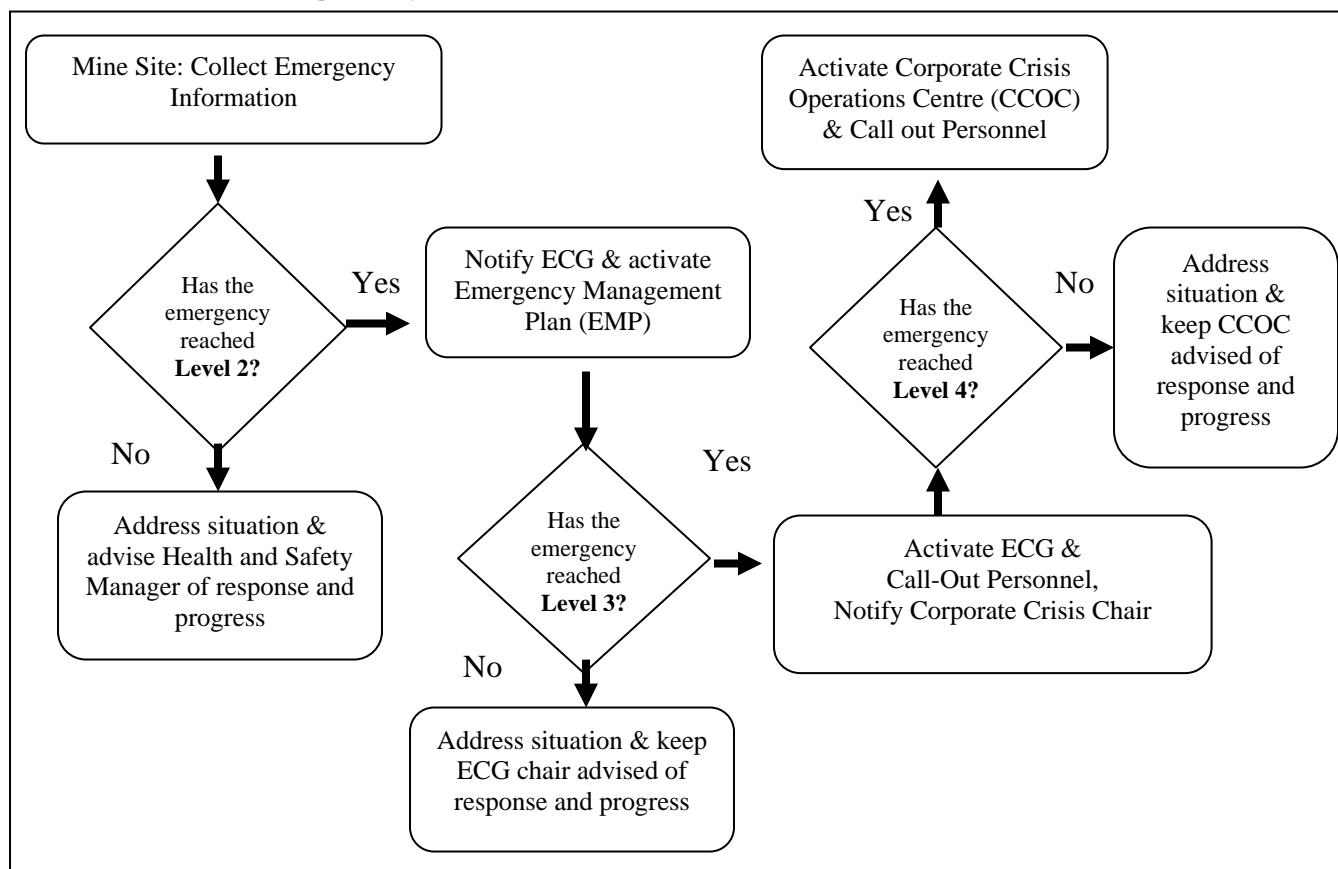 Mine Site: Collect Emergency
Information
Has the
emergency
reached
Level 2?
Yes
No
Address situation &
advise Health and Safety
Manager of response and
progress
Notify ECG & activate
Emergency Management
Plan (EMP)
Has the
emergency
reached
Level 3?
Yes
No
Address situation & keep
ECG chair advised of
response and progress
Activate ECG &
Call-Out Personnel,
Notify Corporate Crisis Chair
Has the
emergency
reached
Level 4?
Yes
No
Activate Corporate Crisis
Operations Centre (CCOC)
& Call out Personnel
Address
situation &
keep CCOC
advised of
response and
progress